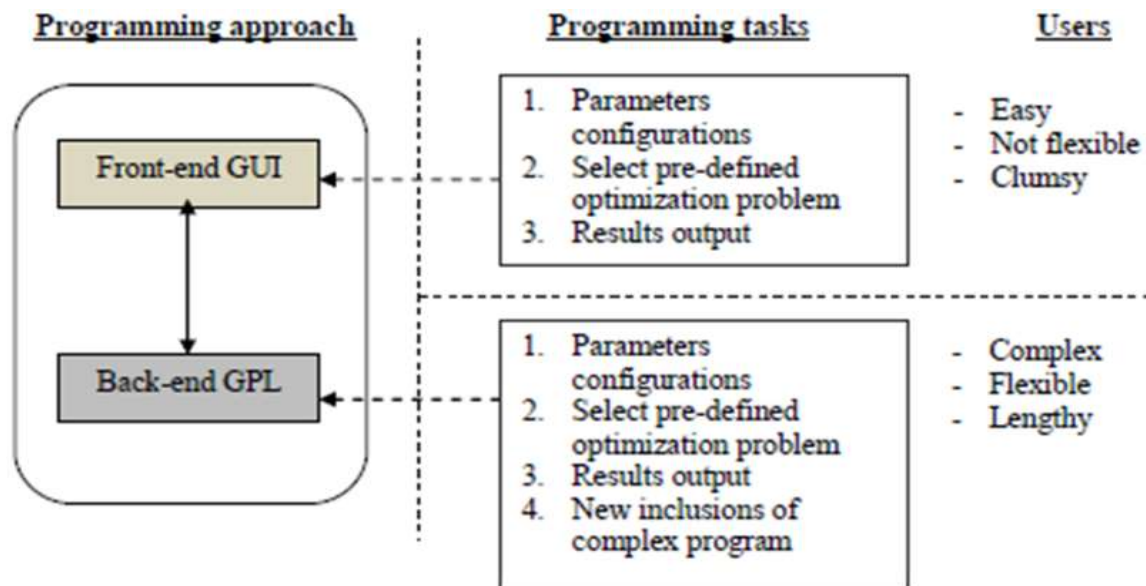 Programming approach
Programming tasks
Users
Front-end GUI
1. Parameters
configurations
2. Select pre-defined
optimization problem
3. Results output
- Easy
- Not flexible
- Clumsy
Back-end GPL
1. Parameters
configurations
2. Select pre-defined
optimization problem
3. Results output
4. New inclusions of
complex program
- Complex
- Flexible
- Lengthy